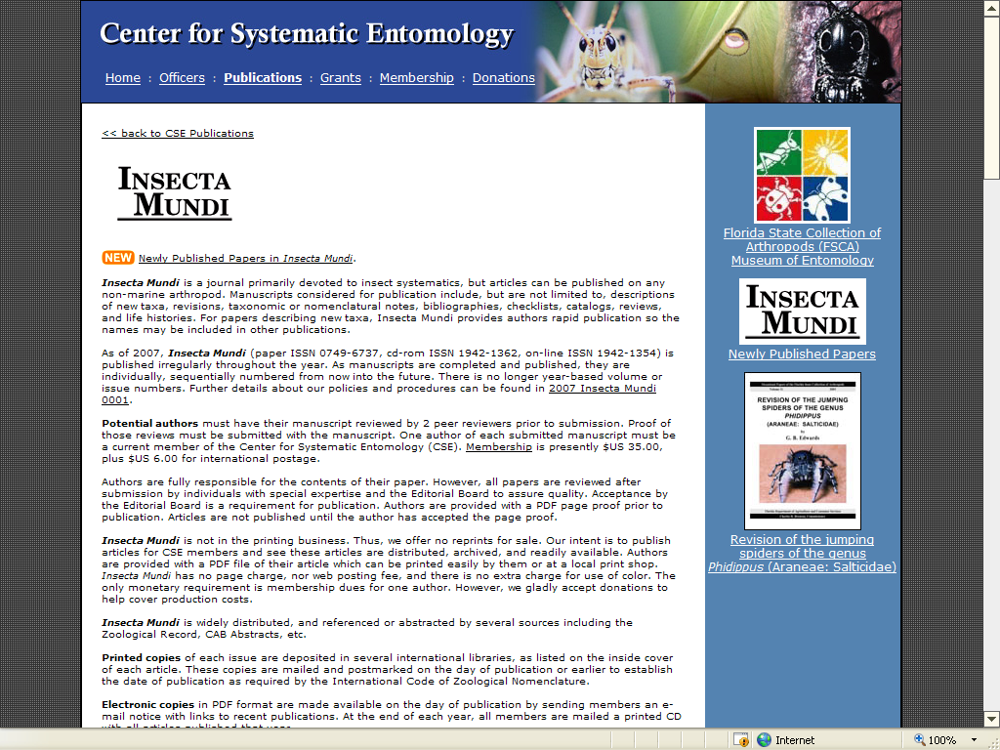 Center for Systematic Entomology
Home : Officers : Publications : Grants : Membership : Donations
<< back to CSE Publications
INSECTA
MUNDI
NEW Newly Published Papers in Insecta Mundi.
Insecta Mundi is a journal primarily devoted to insect systematics, but articles can be published on any
non-marine arthropod. Manuscripts considered for publication include, but are not limited to, descriptions
of new taxa, revisions, taxonomic or nomenclatural notes, bibliographies, checklists, catalogs, reviews,
and life histories. For papers describing new taxa, Insecta Mundi provides authors rapid publication so the
names may be included in other publications.
As of 2007, Insecta Mundi (paper ISSN 0749-6737, cd-rom ISSN 1942-1362, on-line ISSN 1942-1354) is
published irregularly throughout the year. As manuscripts are completed and published, they are
individually, sequentially numbered from now into the future. There is no longer year-based volume or
issue numbers. Further details about our policies and procedures can be found in 2007 Insecta Mundi
0001.
Potential authors must have their manuscript reviewed by 2 peer reviewers prior to submission. Proof of
those reviews must be submitted with the manuscript. One author of each submitted manuscript must be
a current member of the Center for Systematic Entomology (CSE). Membership is presently $US 35.00,
plus $US 6.00 for international postage.
Authors are fully responsible for the contents of their paper. However, all papers are reviewed after
submission by individuals with special expertise and the Editorial Board to assure quality. Acceptance by
the Editorial Board is a requirement for publication. Authors are provided with a PDF page proof prior to
publication. Articles are not published until the author has accepted the page proof.
Insecta Mundi is not in the printing business. Thus, we offer no reprints for sale. Our intent is to publish
articles for CSE members and see these articles are distributed, archived, and readily available. Authors
are provided with a PDF file of their article which can be printed easily by them or at a local print shop.
Insecta Mundi has no page charge, nor web posting fee, and there is no extra charge for use of color. The
only monetary requirement is membership dues for one author. However, we gladly accept donations to
help cover production costs.
Insecta Mundi is widely distributed, and referenced or abstracted by several sources including the
Zoological Record, CAB Abstracts, etc.
Printed copies of each issue are deposited in several international libraries, as listed on the inside cover
of each article. These copies are mailed and postmarked on the day of publication or earlier to establish
the date of publication as required by the International Code of Zoological Nomenclature.
Electronic copies in PDF format are made available on the day of publication by sending members an e-
mail notice with links to recent publications. At the end of each year, all members are mailed a printed CD
with all articles published that year.
Florida State Collection of
Arthropods (FSCA)
Museum of Entomology
INSECTA
MUNDI
Newly Published Papers
REVISION OF THE JUMPING
SPIDERS OF THE GENUS
PHIDIPPUS
(ARANEAE: SALTICIDAE)
by
G. B. Edwards
Revision of the jumping
spiders of the genus
Phidippus (Araneae: Salticidae)
Internet
100%